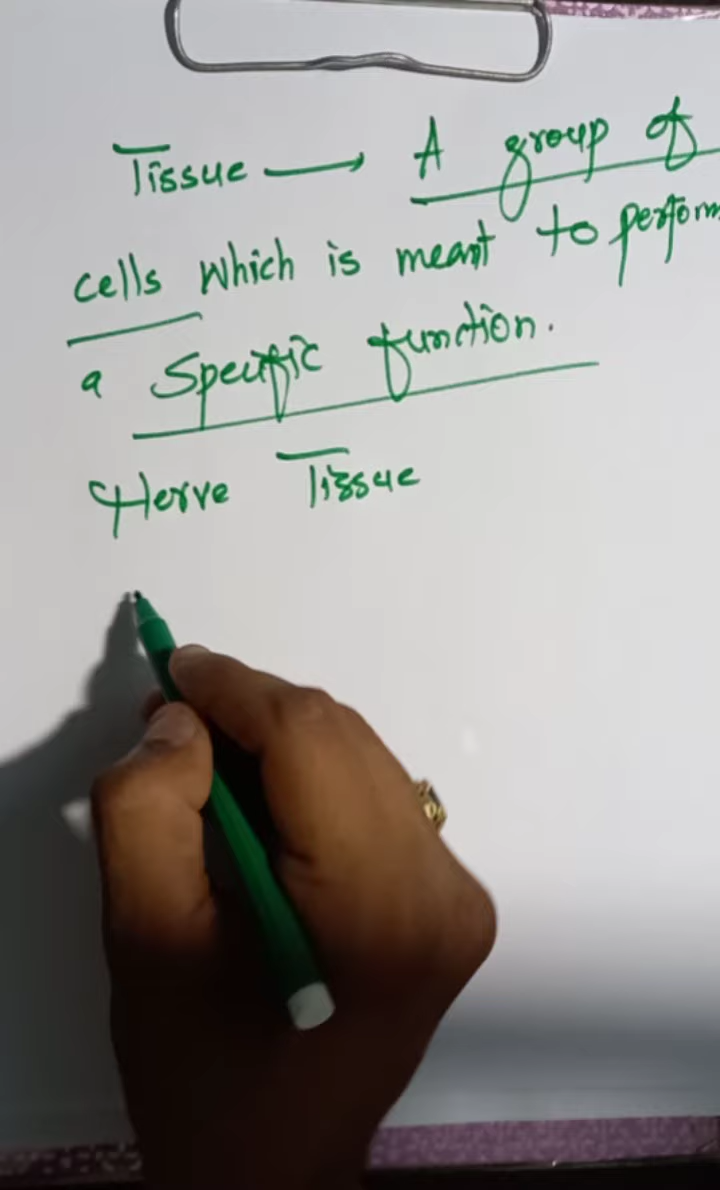 Tissue → A group of
cells which is meant to perform
a specific function.
Nerve Tissue